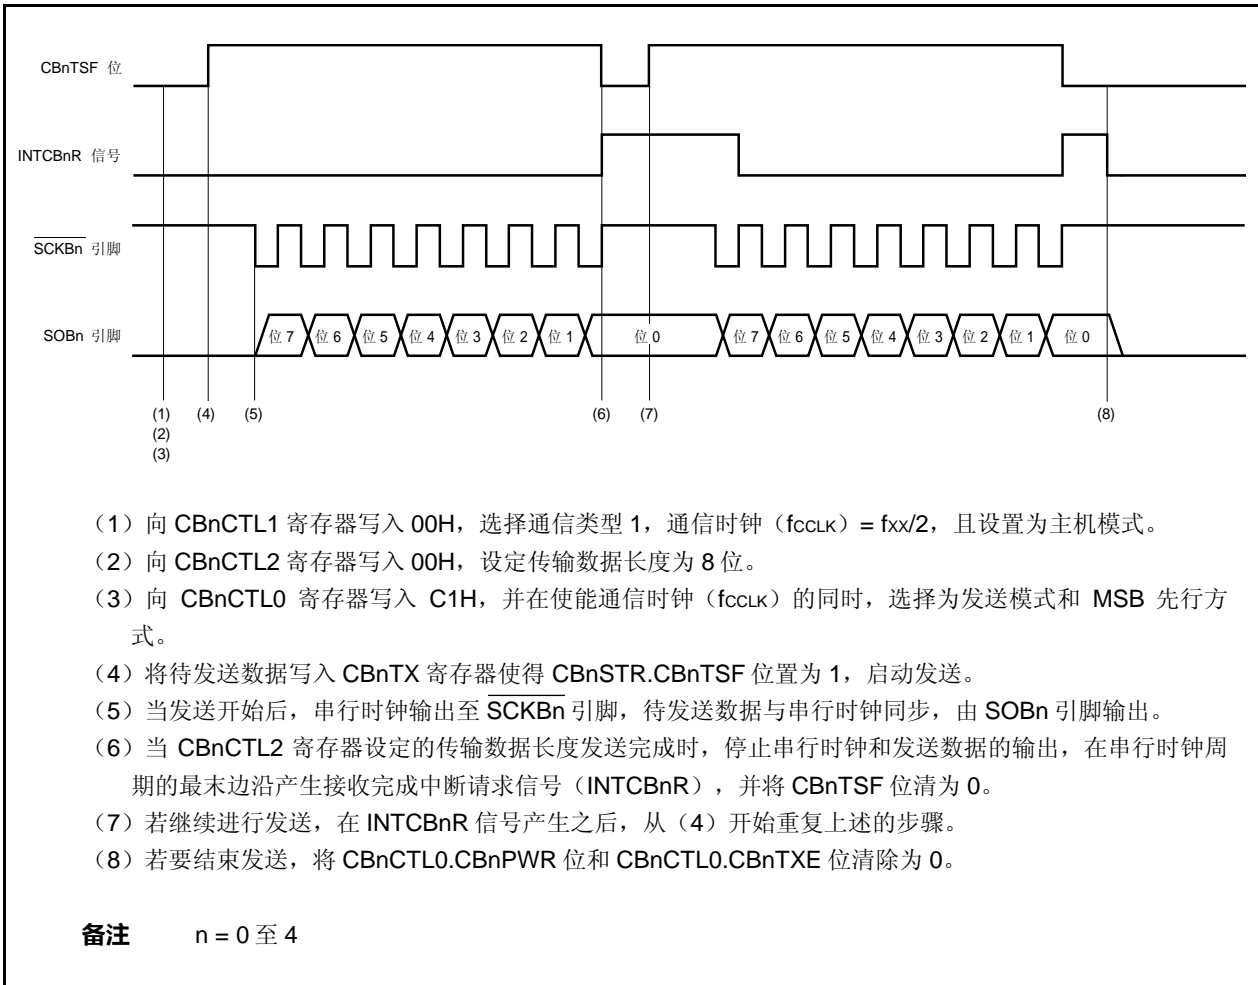 CBnTSF 位
INTCBnR 信号
SCKBn 引脚
SOBn 引脚
位 7 位 6 位 5 位 4 位 3 位 2 位 1 位 0 位 7 位 6 位 5 位 4 位 3 位 2 位 1 位 0
(1) (4) (5) (6) (7) (8)
(2)
(3)
（1）向 CBnCTL1 寄存器写入 00H，选择通信类型 1，通信时钟（fCCLK）= fXX/2，且设置为主机模式。
（2）向 CBnCTL2 寄存器写入 00H，设定传输数据长度为 8 位。
（3）向 CBnCTL0 寄存器写入 C1H，并在使能通信时钟（fCCLK）的同时，选择为发送模式和 MSB 先行方
式。
（4）将待发送数据写入 CBnTX 寄存器使得 CBnSTR.CBnTSF 位置为 1，启动发送。
（5）当发送开始后，串行时钟输出至 SCKBn 引脚，待发送数据与串行时钟同步，由 SOBn 引脚输出。
（6）当 CBnCTL2 寄存器设定的传输数据长度发送完成时，停止串行时钟和发送数据的输出，在串行时钟周
期的最末边沿产生接收完成中断请求信号（INTCBnR），并将 CBnTSF 位清为 0。
（7）若继续进行发送，在 INTCBnR 信号产生之后，从（4）开始重复上述的步骤。
（8）若要结束发送，将 CBnCTL0.CBnPWR 位和 CBnCTL0.CBnTXE 位清除为 0。
备注 n = 0 至 4